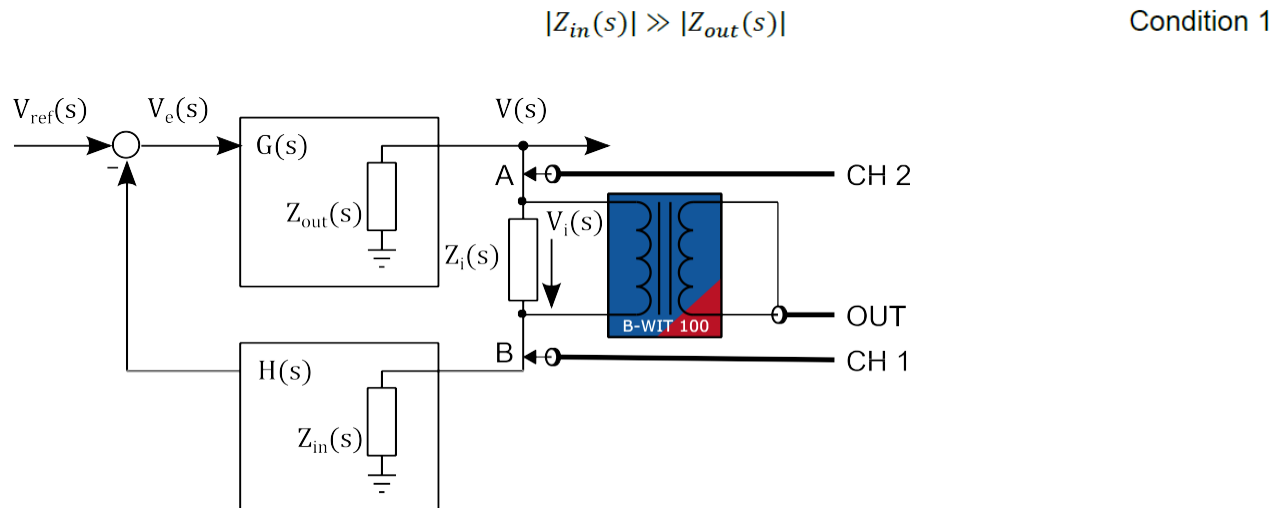 |Z_in(s)| ≫ |Z_out(s)| Condition 1
V_ref(s) V_e(s) V(s)
G(s)
A CH 2
Z_out(s) V_i(s)
Z_i(s)
OUT
B-WIT 100
B CH 1
H(s)
Z_in(s)
−